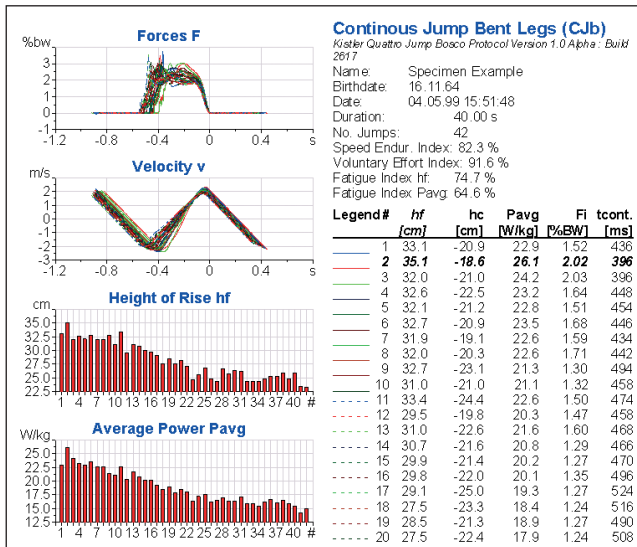 Forces F
%bw
4
3
2
1
0
-1
-1.2 -0.8 -0.4 0 s
Velocity v
m/s
2
1
0
-1
-2
-3
-1.2 -0.8 -0.4 0 s
Height of Rise hf
cm
35.0
32.5
30.0
27.5
25.0
22.5
1 4 7 10 13 16 19 22 25 28 31 34 37 40 #
Average Power Pavg
W/kg
25.0
22.5
20.0
17.5
15.0
12.5
1 4 7 10 13 16 19 22 25 28 31 34 37 40 #
Continous Jump Bent Legs (CJb)
Kistler Quattro Jump Bosco Protocol Version 1.0 Alpha : Build
2617
Name: Specimen Example
Birthdate: 16.11.64
Date: 04.05.99 15:51:48
Duration: 40.00 s
No. Jumps: 42
Speed Endur. Index: 82.3 %
Voluntary Effort Index: 91.6 %
Fatigue Index hf: 74.7 %
Fatigue Index Pavg: 64.6 %
Legend # hf hc Pavg Fi tcont.
[cm] [cm] [W/kg] [%BW] [ms]
1 33.1 -20.9 22.9 1.52 436
2 35.1 -18.6 26.1 2.02 396
3 32.0 -21.0 24.2 2.03 396
4 32.6 -22.5 23.2 1.64 448
5 32.1 -21.2 22.8 1.51 454
6 32.7 -20.9 23.5 1.68 446
7 31.9 -19.1 22.6 1.59 434
8 32.0 -20.3 22.6 1.71 442
9 32.7 -23.1 21.3 1.30 494
10 31.0 -21.0 21.1 1.32 458
11 33.4 -24.4 22.6 1.50 474
12 29.5 -19.8 20.3 1.47 458
13 31.0 -22.6 21.6 1.60 468
14 30.7 -21.6 20.8 1.29 466
15 29.9 -21.4 20.2 1.27 470
16 29.8 -22.0 20.1 1.35 496
17 29.1 -25.0 19.3 1.27 524
18 27.5 -23.3 18.4 1.24 516
19 28.5 -21.3 18.9 1.27 490
20 27.5 -22.4 17.9 1.24 508